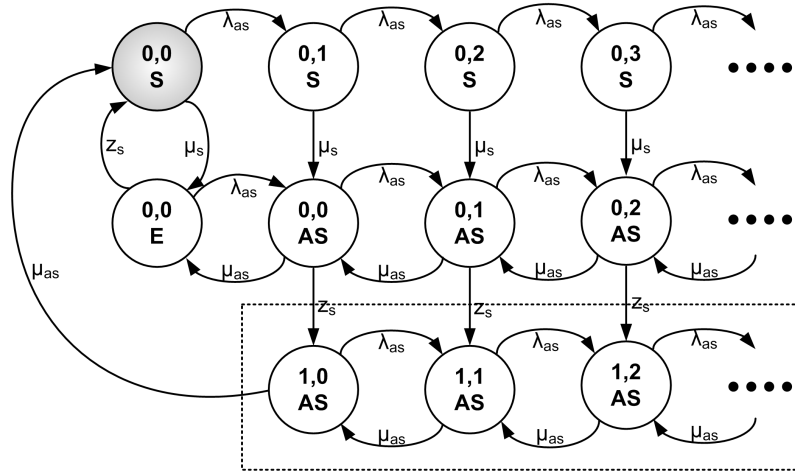 λas λas λas λas
0,0 S
0,1 S
0,2 S
0,3 S
zs μs μs μs μs
λas λas λas λas
0,0 E
0,0 AS
0,1 AS
0,2 AS
μas μas μas μas μas
zs zs zs
λas λas λas
1,0 AS
1,1 AS
1,2 AS
μas μas μas